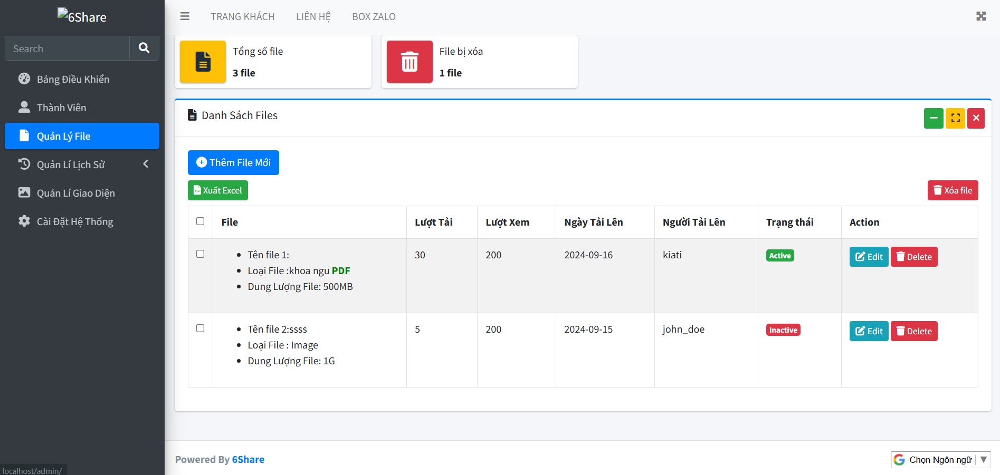 6Share
TRANG KHÁCH
LIÊN HỆ
BOX ZALO
Search
Bảng Điều Khiển
Thành Viên
Quản Lý File
Quản Lí Lịch Sử
Quản Lí Giao Diện
Cài Đặt Hệ Thống
Tổng số file
3 file
File bị xóa
1 file
Danh Sách Files
Thêm File Mới
Xuất Excel
Xóa file
File Lượt Tải Lượt Xem Ngày Tải Lên Người Tải Lên Trạng thái Action
Tên file 1: 30 200 2024-09-16 kiati Active Edit Delete
Loại File :khoa ngu PDF
Dung Lượng File: 500MB
Tên file 2:ssss 5 200 2024-09-15 john_doe Inactive Edit Delete
Loại File : Image
Dung Lượng File: 1G
Powered By 6Share
Chọn Ngôn ngữ ▼
localhost/admin/